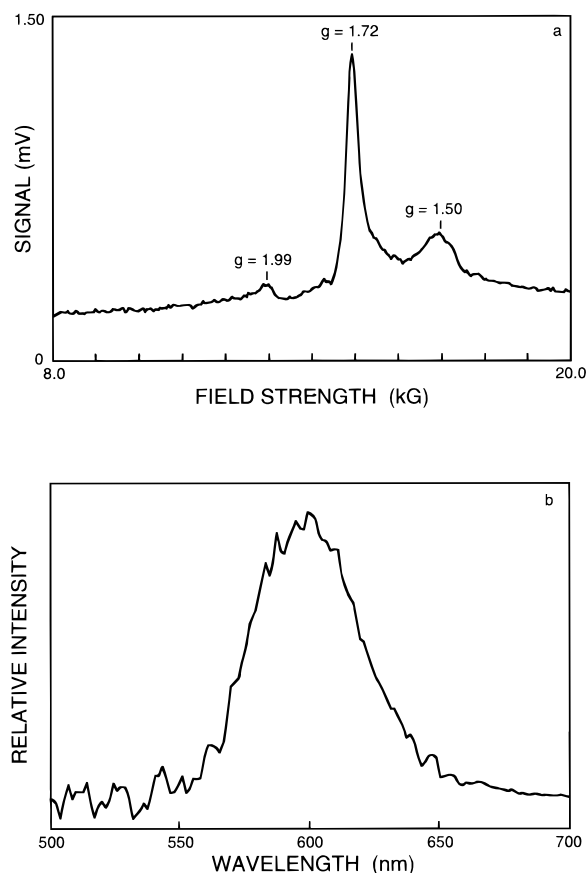 1.50
a
g = 1.72
g = 1.50
g = 1.99
SIGNAL (mV)
0
8.0
20.0
FIELD STRENGTH (kG)
b
RELATIVE INTENSITY
500 550 600 650 700
WAVELENGTH (nm)